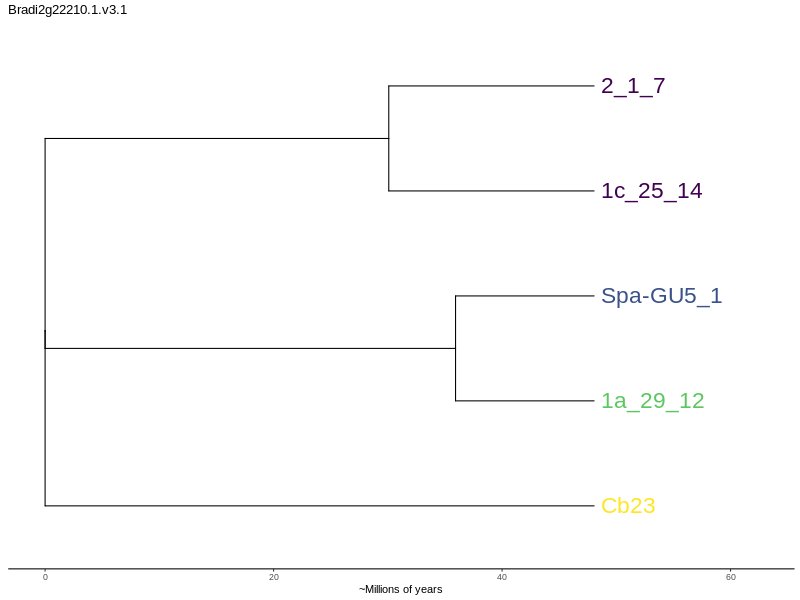 Bradi2g22210.1.v3.1
2_1_7
1c_25_14
Spa-GU5_1
1a_29_12
Cb23
0 20 40 60
~Millions of years